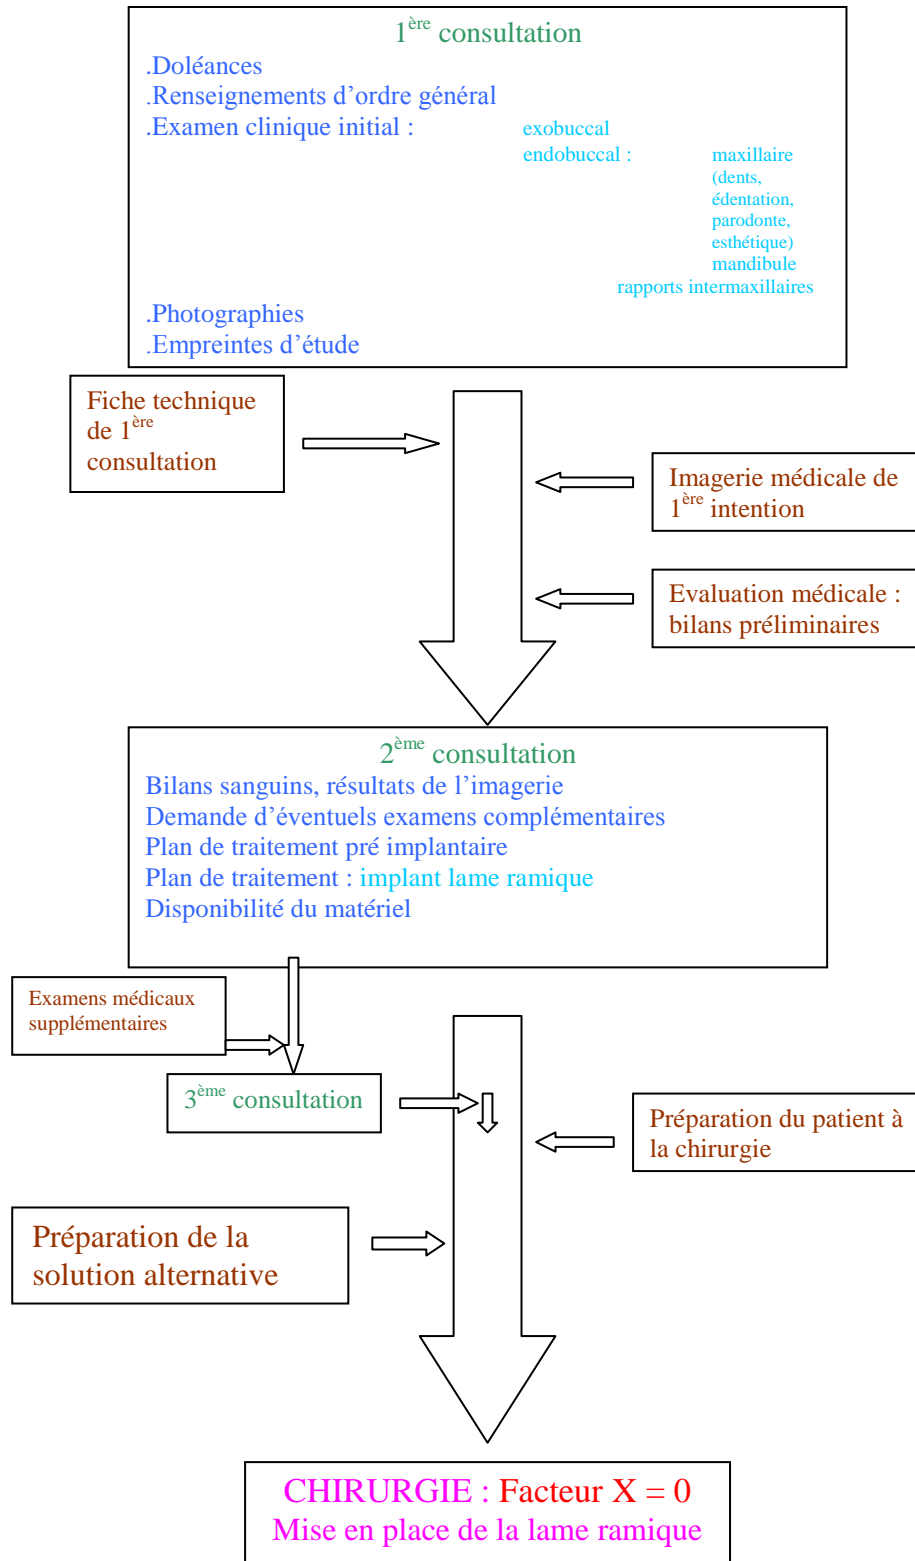 1ère consultation
.Doléances
.Renseignements d’ordre général
.Examen clinique initial : exobuccal
endobuccal : maxillaire
(dents,
édentation,
parodonte,
esthétique)
mandibule
rapports intermaxillaires
.Photographies
.Empreintes d’étude
Fiche technique
de 1ère
consultation
Imagerie médicale de
1ère intention
Evaluation médicale :
bilans préliminaires
2ème consultation
Bilans sanguins, résultats de l’imagerie
Demande d’éventuels examens complémentaires
Plan de traitement pré implantaire
Plan de traitement : implant lame ramique
Disponibilité du matériel
Examens médicaux
supplémentaires
3ème consultation
Préparation du patient à
la chirurgie
Préparation de la
solution alternative
CHIRURGIE : Facteur X = 0
Mise en place de la lame ramique